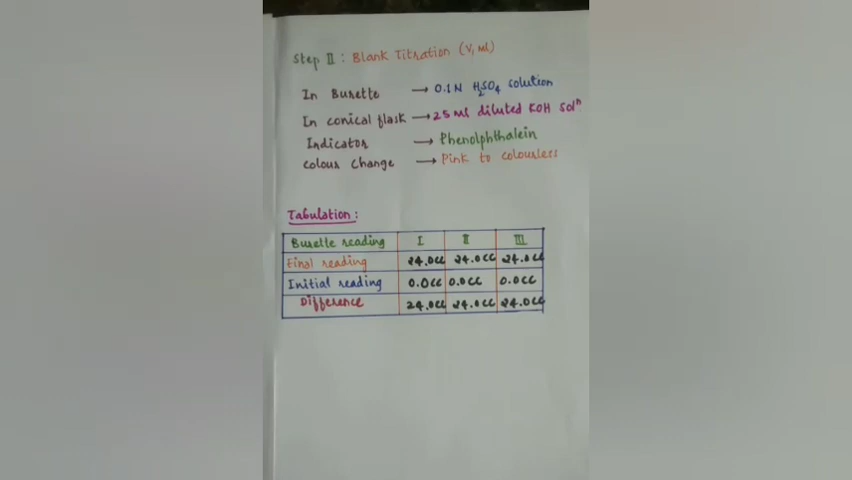 Step II : Blank Titration (V, ml)
In Burette → 0.1N H2SO4 solution
In conical flask → 25 ml diluted KOH solⁿ
Indicator → Phenolphthalein
Colour Change → Pink to colourless
Tabulation :
Burette reading I II III
Final reading 24.0cc 24.0cc 24.0cc
Initial reading 0.0cc 0.0cc 0.0cc
Difference 24.0cc 24.0cc 24.0cc